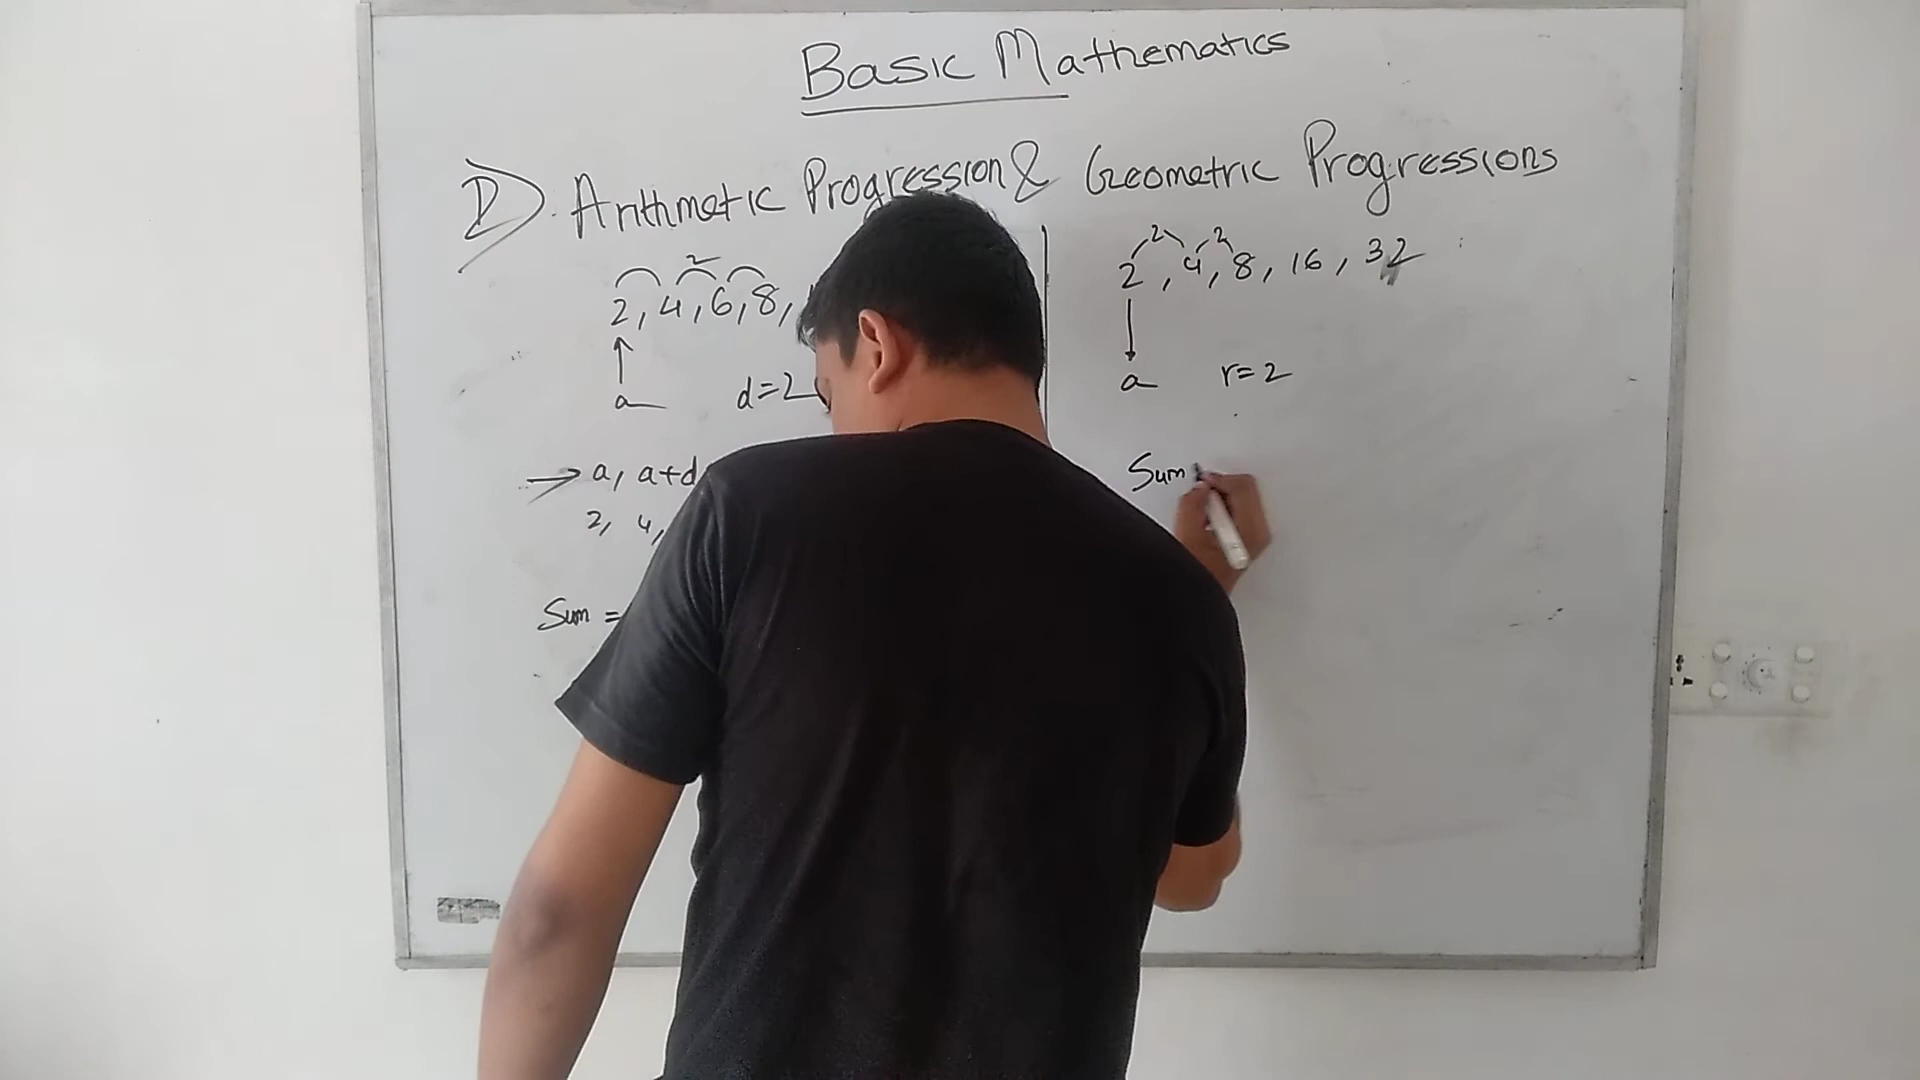 Basic Mathematics
D) Arithmetic Progression & Geometric Progressions
2
2, 4, 6, 8,
a d=2
→ a, a+d
2, 4,
Sum =
2 2
2, 4, 8, 16, 32
a r=2
Sum